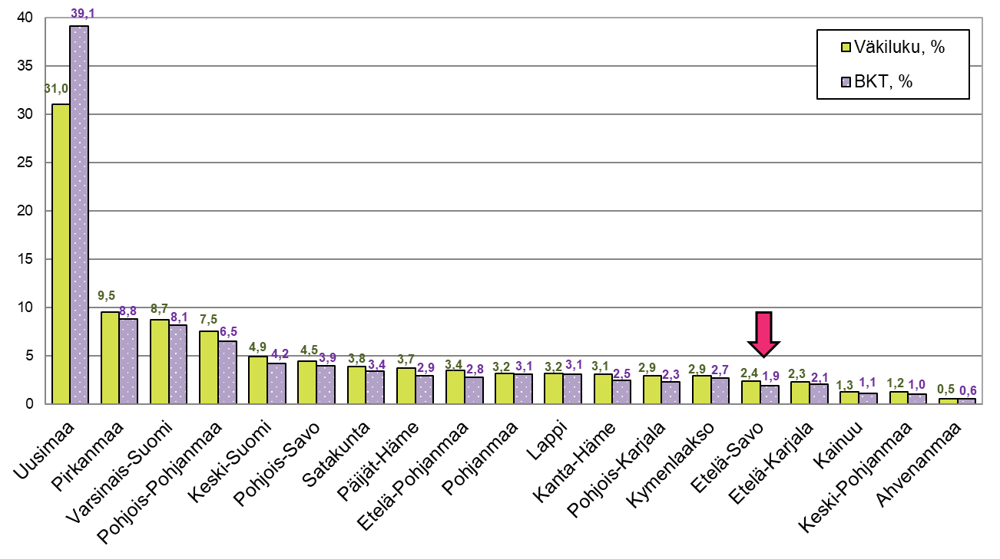 40
35
30
25
20
15
10
5
0
Väkiluku, %
BKT, %
31,0 39,1
9,5 8,8
8,7 8,1
7,5 6,5
4,9 4,2
4,5 3,9
3,8 3,4
3,7 2,9
3,4 2,8
3,2 3,1
3,2 3,1
3,1 2,5
2,9 2,3
2,9 2,7
2,4 1,9
2,3 2,1
1,3 1,1
1,2 1,0
0,5 0,6
Uusimaa
Pirkanmaa
Varsinais-Suomi
Pohjois-Pohjanmaa
Keski-Suomi
Pohjois-Savo
Satakunta
Päijät-Häme
Etelä-Pohjanmaa
Pohjanmaa
Lappi
Kanta-Häme
Pohjois-Karjala
Kymenlaakso
Etelä-Savo
Etelä-Karjala
Kainuu
Keski-Pohjanmaa
Ahvenanmaa